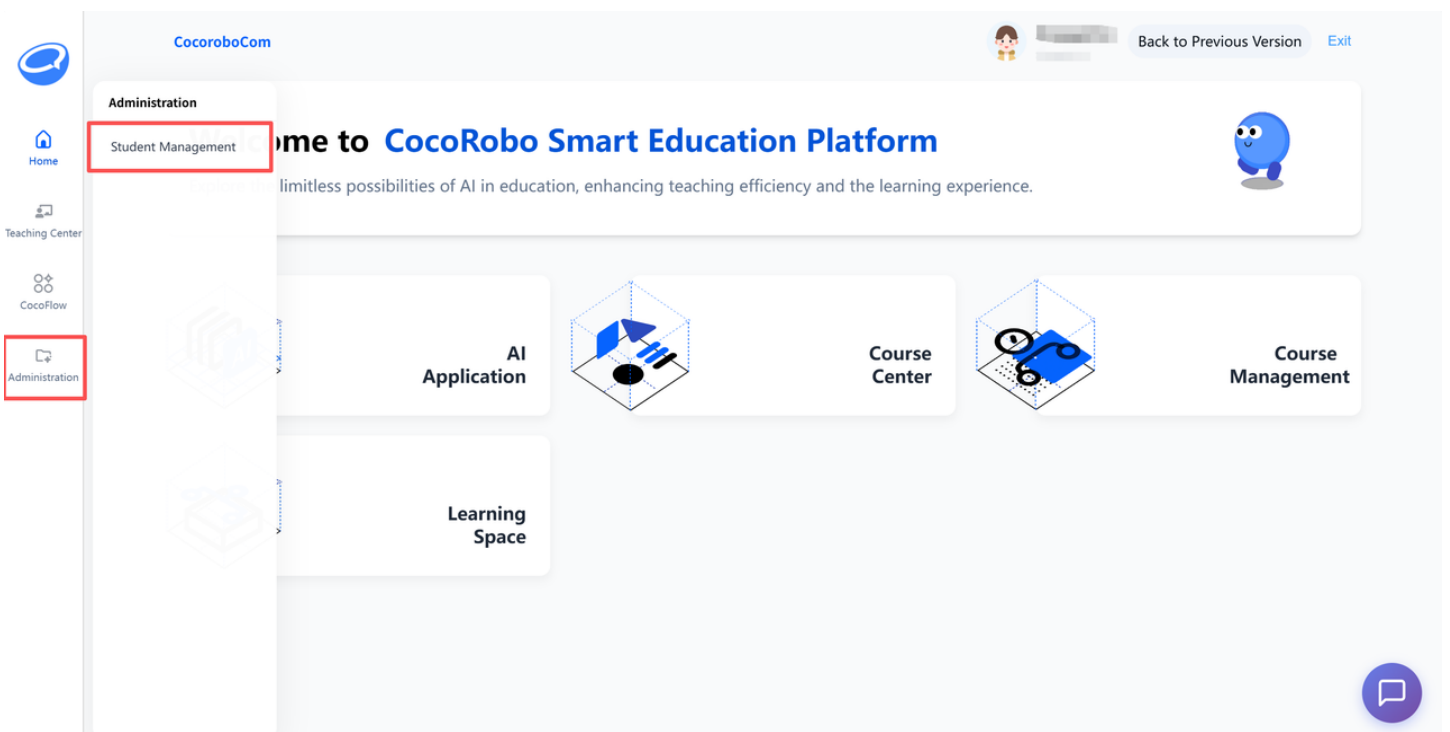 CocoroboCom
Back to Previous Version
Exit
Home
Teaching Center
CocoFlow
Administration
Administration
Student Management
Welcome to CocoRobo Smart Education Platform
limitless possibilities of AI in education, enhancing teaching efficiency and the learning experience.
AI
Application
Course
Center
Course
Management
Learning
Space